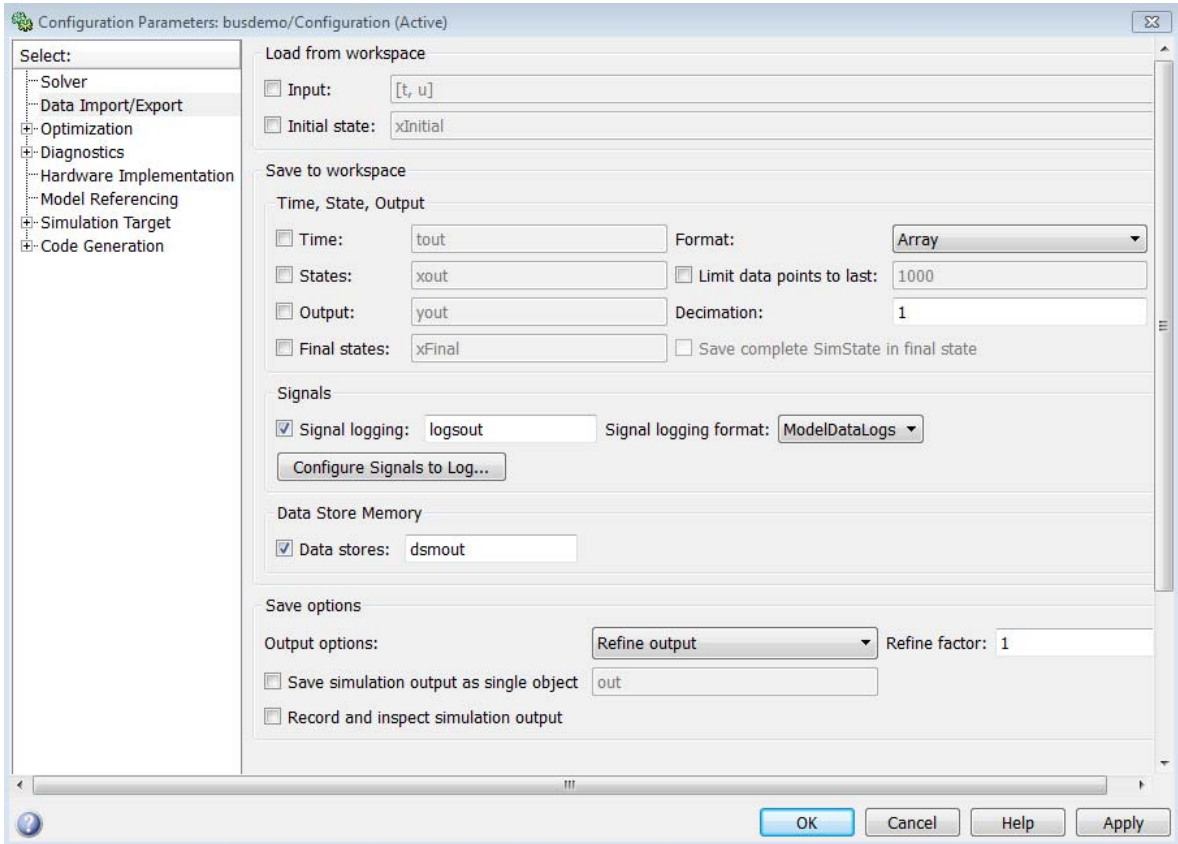 Configuration Parameters: busdemo/Configuration (Active)
Select:
Solver
Data Import/Export
Optimization
Diagnostics
Hardware Implementation
Model Referencing
Simulation Target
Code Generation
Load from workspace
Input: [t, u]
Initial state: xInitial
Save to workspace
Time, State, Output
Time: tout Format: Array
States: xout Limit data points to last: 1000
Output: yout Decimation: 1
Final states: xFinal Save complete SimState in final state
Signals
Signal logging: logsout Signal logging format: ModelDataLogs
Configure Signals to Log...
Data Store Memory
Data stores: dsmout
Save options
Output options: Refine output Refine factor: 1
Save simulation output as single object out
Record and inspect simulation output
OK Cancel Help Apply